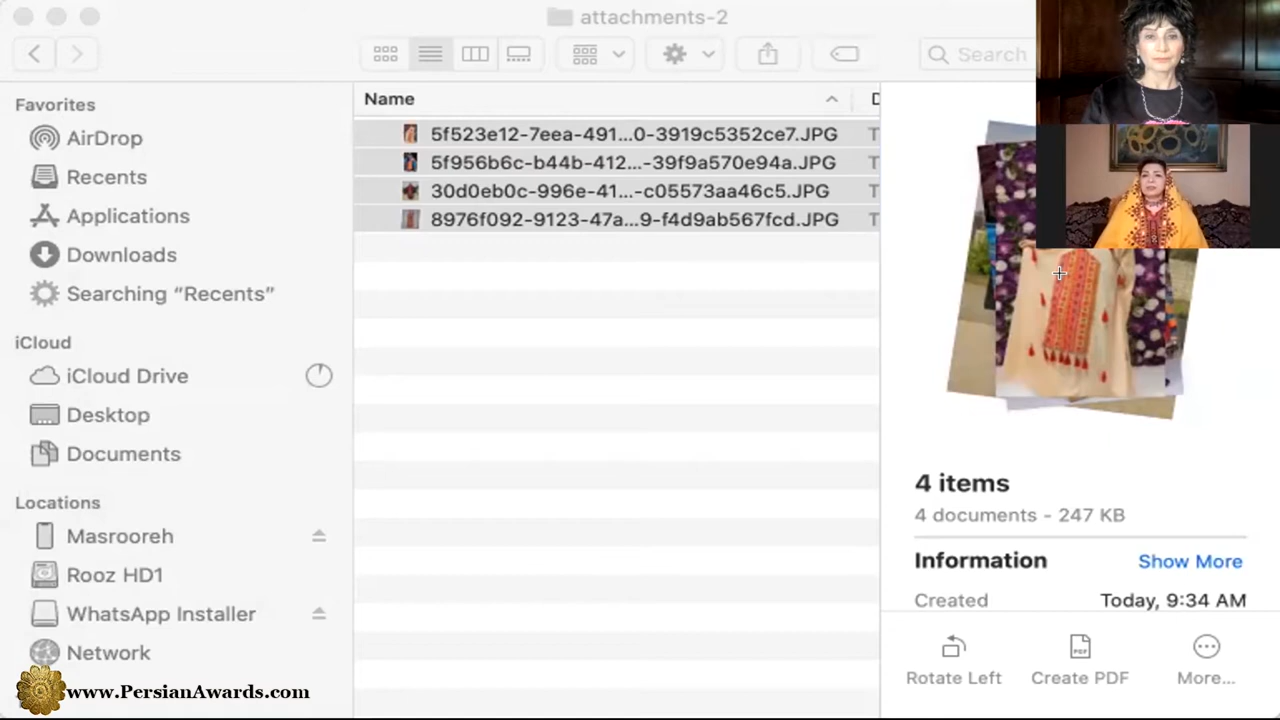 attachments-2
Search
Favorites
AirDrop
Recents
Applications
Downloads
Searching “Recents”
iCloud
iCloud Drive
Desktop
Documents
Locations
Masrooreh
Rooz HD1
WhatsApp Installer
Network
Name
5f523e12-7eea-491...0-3919c5352ce7.JPG
5f956b6c-b44b-412...-39f9a570e94a.JPG
30d0eb0c-996e-41...-c05573aa46c5.JPG
8976f092-9123-47a...9-f4d9ab567fcd.JPG
4 items
4 documents - 247 KB
Information Show More
Created Today, 9:34 AM
Rotate Left
PDF
Create PDF
More...
www.PersianAwards.com